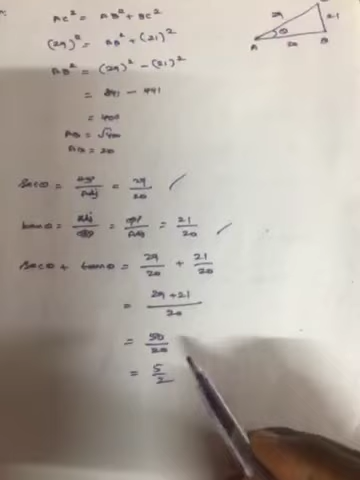 AC² = AB² + BC²
(29)² = AB² + (21)²
AB² = (29)² - (21)²
= 841 - 441
= 400
AB = √400
AB = 20
29
21
θ
A
20
B
secθ = hyp/Adj = 29/20
tanθ = opp/Adj = 21/20
secθ + tanθ = 29/20 + 21/20
= 29+21/20
= 50/20
= 5/2